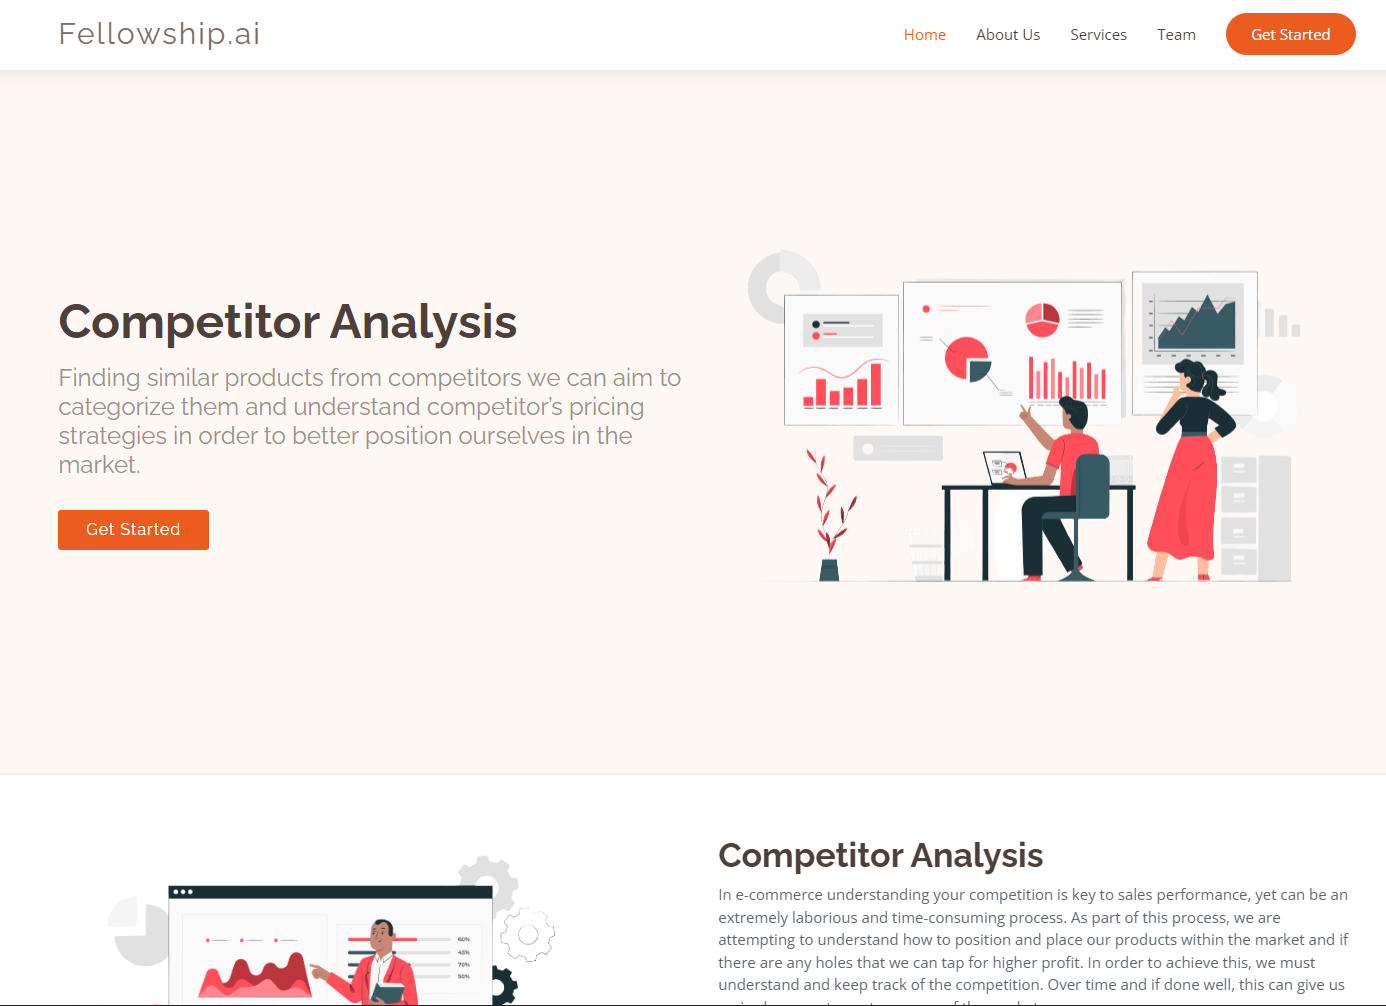 Fellowship.ai
Home About Us Services Team Get Started
Competitor Analysis
Finding similar products from competitors we can aim to
categorize them and understand competitor’s pricing
strategies in order to better position ourselves in the
market.
Get Started
Competitor Analysis
In e-commerce understanding your competition is key to sales performance, yet can be an
extremely laborious and time-consuming process. As part of this process, we are
attempting to understand how to position and place our products within the market and if
there are any holes that we can tap for higher profit. In order to achieve this, we must
understand and keep track of the competition. Over time and if done well, this can give us
60%
45%
70%
50%